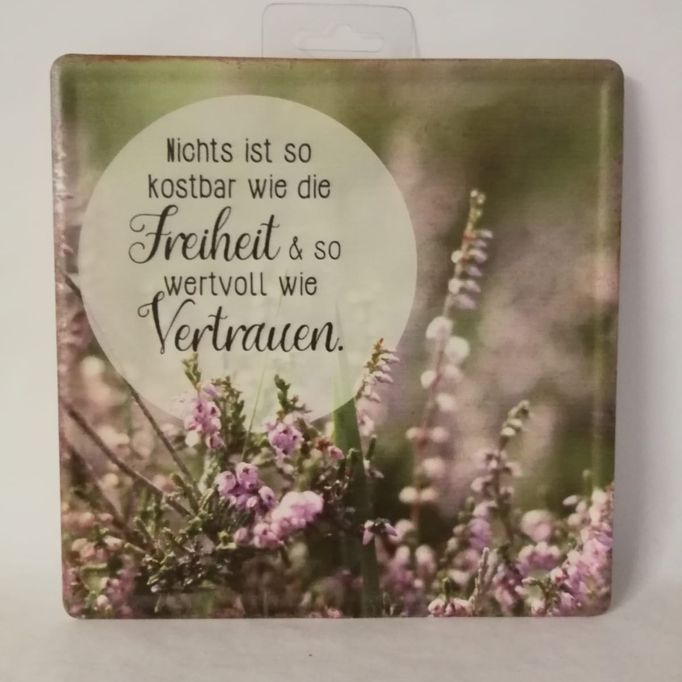 Nichts ist so
kostbar wie die
Freiheit & so
wertvoll wie
Vertrauen.